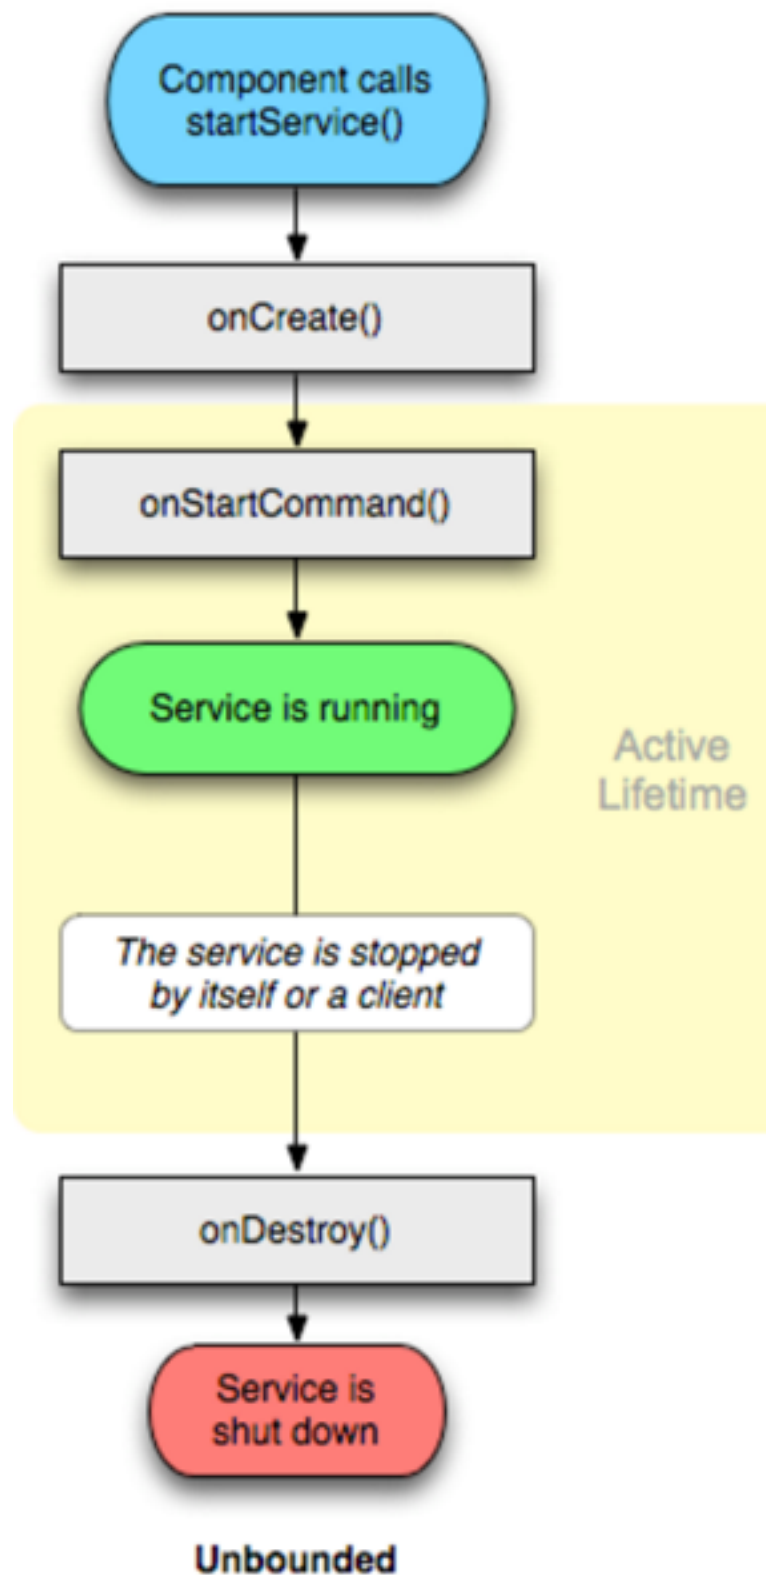 Component calls
startService()
onCreate()
onStartCommand()
Service is running
Active
Lifetime
The service is stopped
by itself or a client
onDestroy()
Service is
shut down
Unbounded